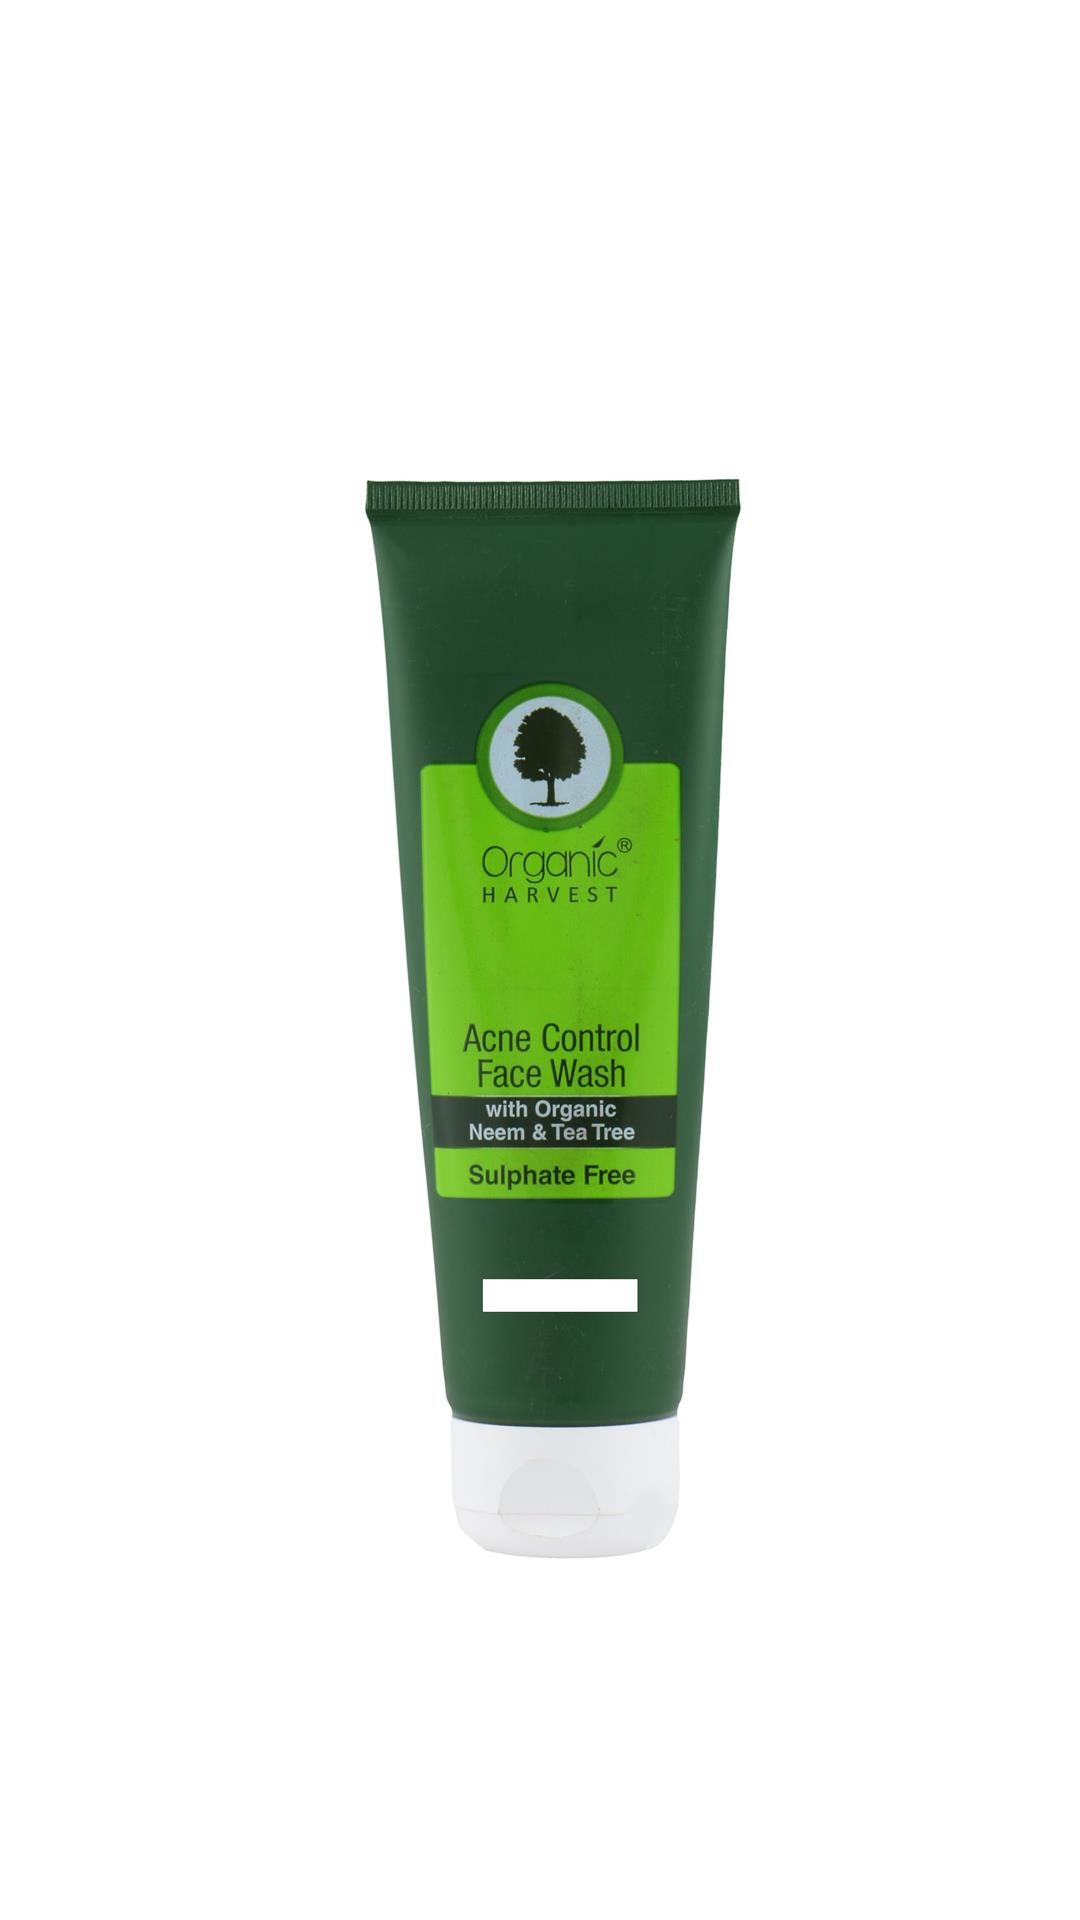 Organic®
HARVEST
Acne Control
Face Wash
with Organic
Neem & Tea Tree
Sulphate Free